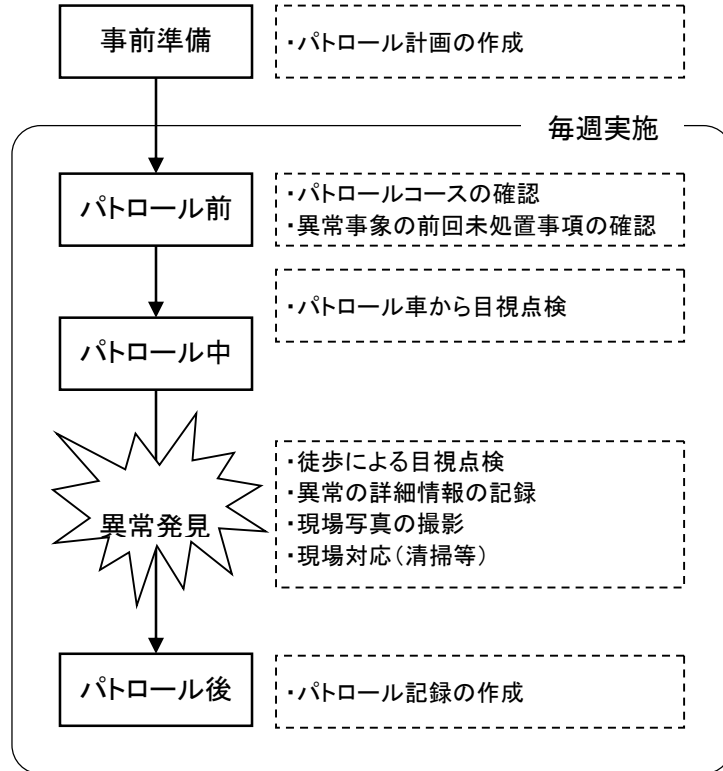 事前準備
・パトロール計画の作成
毎週実施
パトロール前
・パトロールコースの確認
・異常事象の前回未処置事項の確認
・パトロール車から目視点検
パトロール中
・徒歩による目視点検
・異常の詳細情報の記録
異常発見
・現場写真の撮影
・現場対応（清掃等）
パトロール後
・パトロール記録の作成